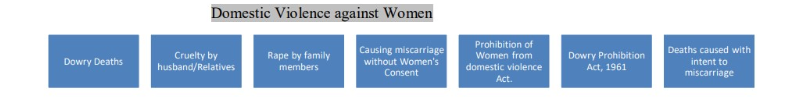 Domestic Violence against Women
Dowry Deaths
Cruelty by
husband/Relatives
Rape by family
members
Causing miscarriage
without Women's
Consent
Prohibition of
Women from
domestic violence
Act.
Dowry Prohibition
Act, 1961
Deaths caused with
intent to
miscarriage